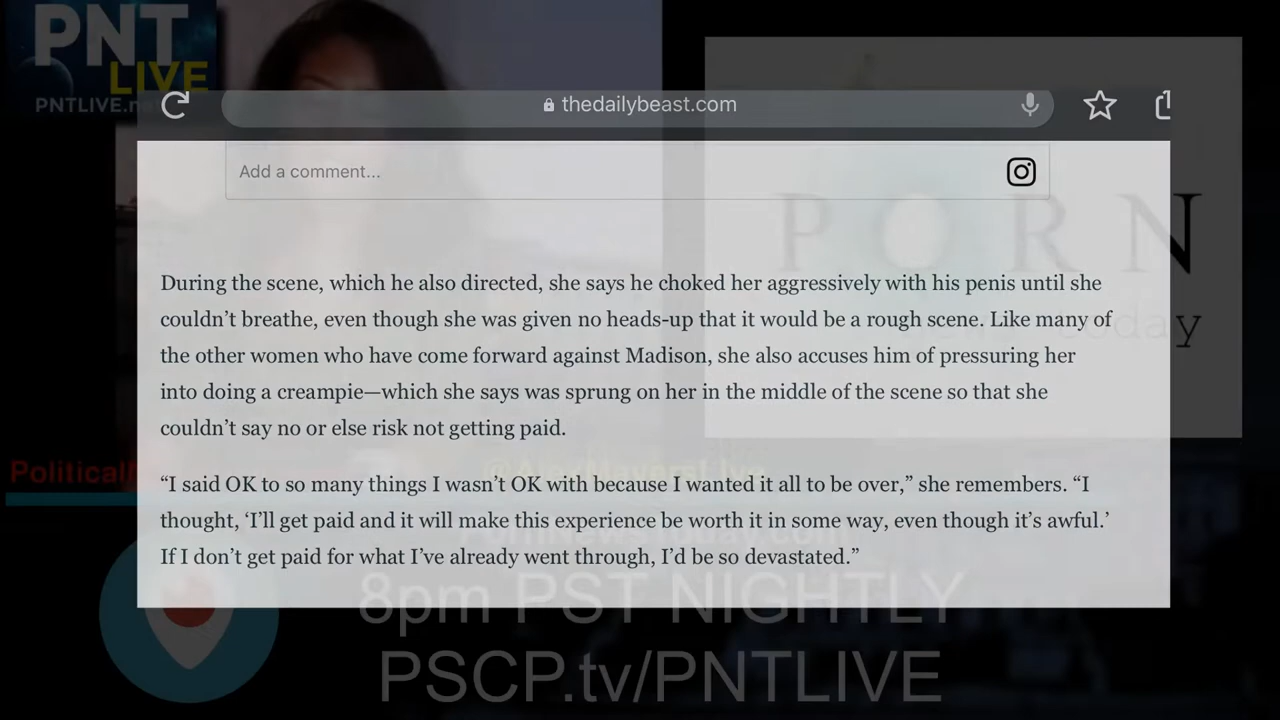 PNT
LIVE
PNTLIVE.n
thedailybeast.com
Add a comment...
PORN
day
During the scene, which he also directed, she says he choked her aggressively with his penis until she
couldn’t breathe, even though she was given no heads-up that it would be a rough scene. Like many of
the other women who have come forward against Madison, she also accuses him of pressuring her
into doing a creampie—which she says was sprung on her in the middle of the scene so that she
couldn’t say no or else risk not getting paid.
Political
“I said OK to so many things I wasn’t OK with because I wanted it all to be over,” she remembers. “I
thought, ‘I’ll get paid and it will make this experience be worth it in some way, even though it’s awful.’
If I don’t get paid for what I’ve already went through, I’d be so devastated.”
8pm PST NIGHTLY
PSCP.tv/PNTLIVE